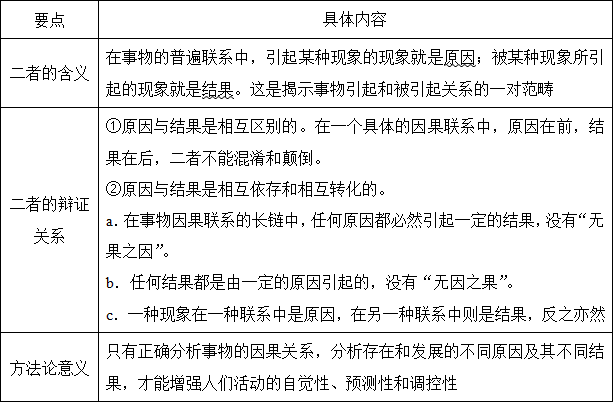 要点
具体内容
二者的含义
在事物的普遍联系中，引起某种现象的现象就是原因；被某种现象所引
起的现象就是结果。这是揭示事物引起和被引起关系的一对范畴
二者的辩证
关系
①原因与结果是相互区别的。在一个具体的因果联系中，原因在前，结
果在后，二者不能混淆和颠倒。
②原因与结果是相互依存和相互转化的。
a．在事物因果联系的长链中，任何原因都必然引起一定的结果，没有“无
果之因”。
b．任何结果都是由一定的原因引起的，没有“无因之果”。
c．一种现象在一种联系中是原因，在另一种联系中则是结果，反之亦然
方法论意义
只有正确分析事物的因果关系，分析存在和发展的不同原因及其不同结
果，才能增强人们活动的自觉性、预测性和调控性